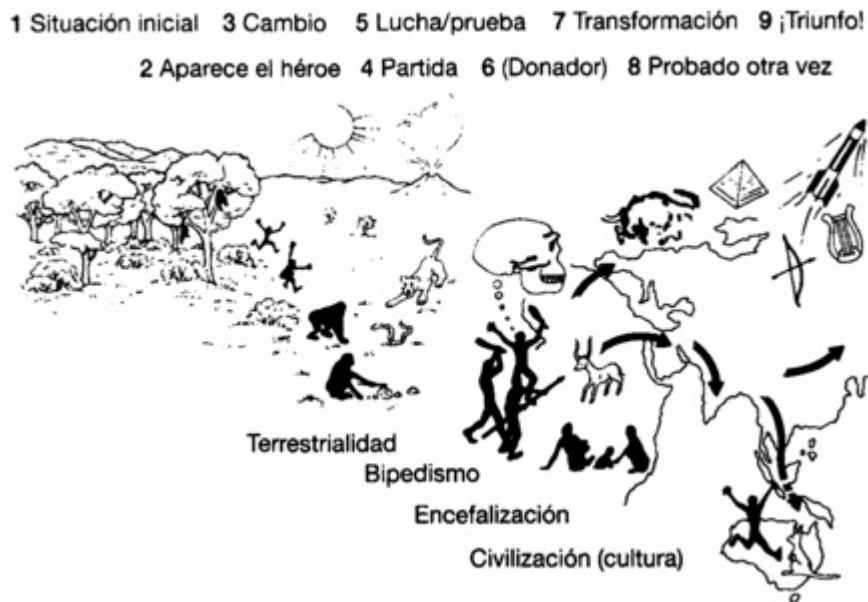 1 Situación inicial 3 Cambio 5 Lucha/prueba 7 Transformación 9 ¡Triunfo!
2 Aparece el héroe 4 Partida 6 (Donador) 8 Probado otra vez
Terrestrialidad
Bipedismo
Encefalización
Civilización (cultura)